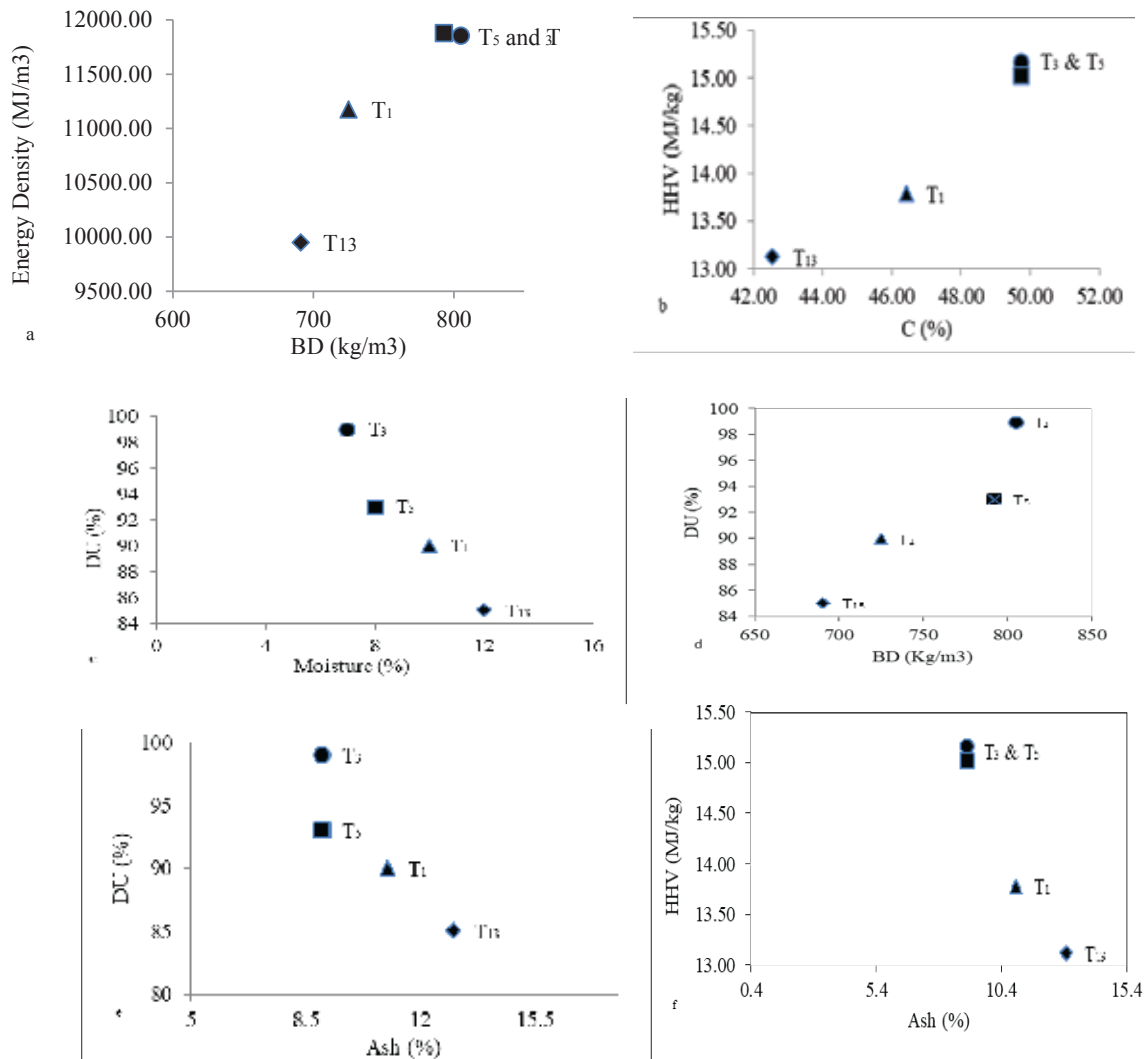 12000.00
11500.00
11000.00
10500.00
10000.00
9500.00
Energy Density (MJ/m3)
T5 and 3T
T1
T13
600 700 800
BD (kg/m3)
a
15.50
15.00
14.50
14.00
13.50
13.00
HHV (MJ/kg)
T3 & T5
T1
T13
42.00 44.00 46.00 48.00 50.00 52.00
C (%)
b
100
98
96
94
92
90
88
86
84
DU (%)
T3
T1
T13
0 4 8 12 16
Moisture (%)
c
100
98
96
94
92
90
88
86
84
DU (%)
650 700 750 800 850
BD (Kg/m3)
d
100
95
90
85
80
DU (%)
T3
T1
T13
5 8.5 12 15.5
Ash (%)
e
15.50
15.00
14.50
14.00
13.50
13.00
HHV (MJ/kg)
T3 & T5
T1
0.4 5.4 10.4 15.4
Ash (%)
f